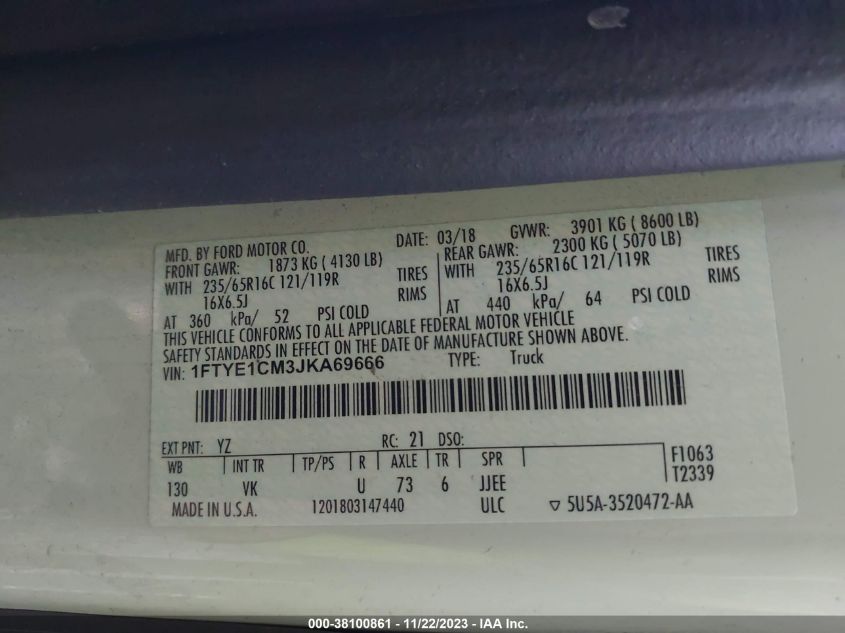 MFD. BY FORD MOTOR CO. DATE: 03/18 GVWR: 3901 KG ( 8600 LB)
FRONT GAWR: 1873 KG ( 4130 LB) REAR GAWR: 2300 KG ( 5070 LB)
WITH 235/65R16C 121/119R TIRES WITH 235/65R16C 121/119R TIRES
16X6.5J RIMS 16X6.5J RIMS
AT 360 kPa/ 52 PSI COLD AT 440 kPa/ 64 PSI COLD
THIS VEHICLE CONFORMS TO ALL APPLICABLE FEDERAL MOTOR VEHICLE
SAFETY STANDARDS IN EFFECT ON THE DATE OF MANUFACTURE SHOWN ABOVE.
VIN: 1FTYE1CM3JKA69666 TYPE: Truck
EXT PNT: YZ RC: 21 DSO:
WB INT TR TP/PS R AXLE TR SPR F1063
130 VK U 73 6 JJEE T2339
MADE IN U.S.A. 1201803147440 ULC ▽ 5U5A-3520472-AA
000-38100861 - 11/22/2023 - IAA Inc.